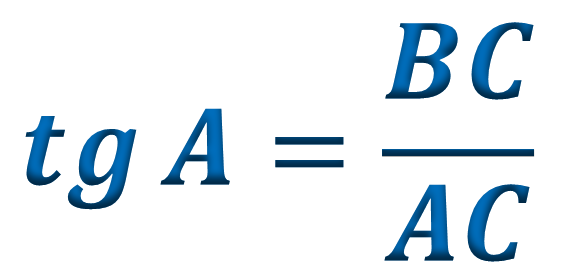 tg A = BC/AC